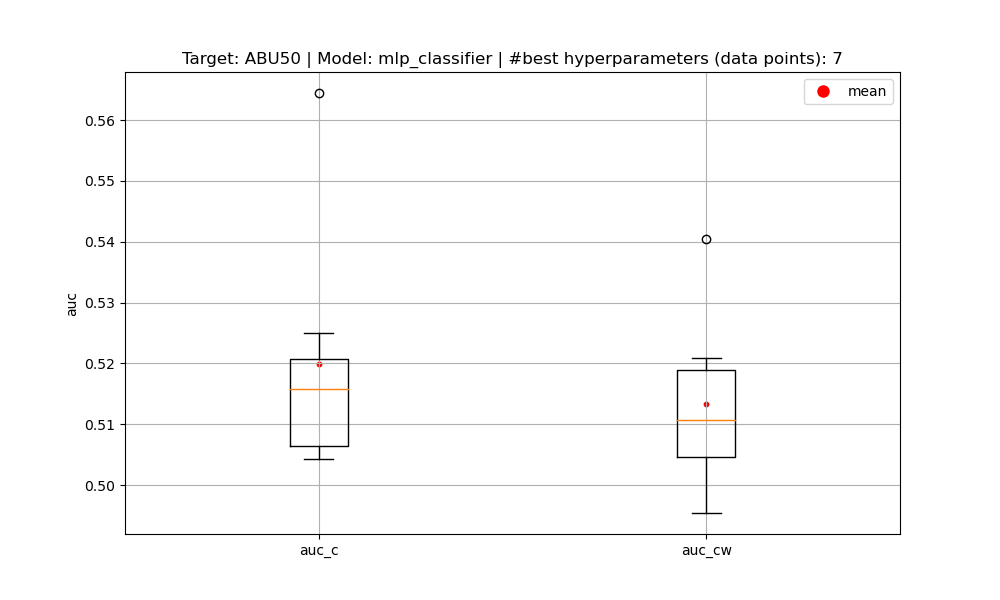 Target: ABU50 | Model: mlp_classifier | #best hyperparameters (data points): 7
mean
0.56
0.55
0.54
0.53
0.52
0.51
0.50
auc
auc_c
auc_cw